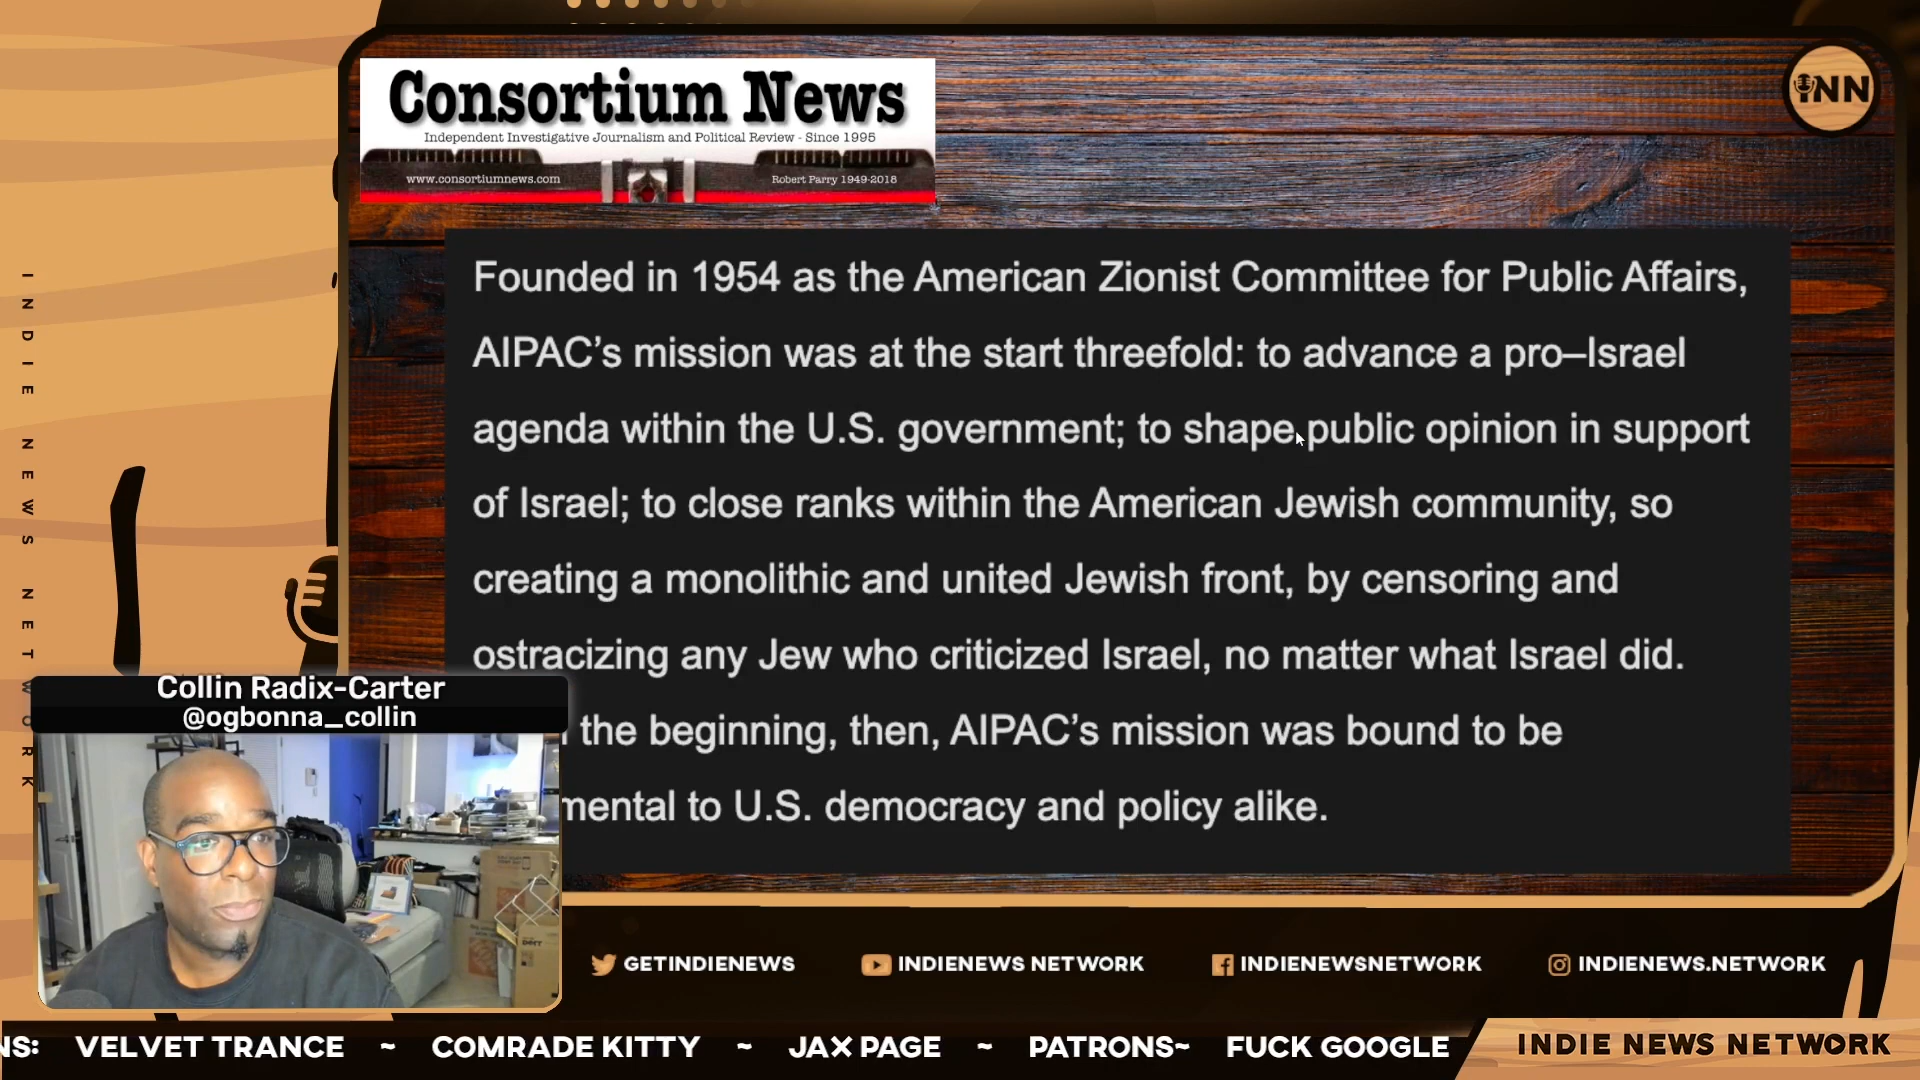 Consortium News
Independent Investigative Journalism and Political Review - Since 1995
www.consortiumnews.com
Robert Parry 1949-2018
iNN
Founded in 1954 as the American Zionist Committee for Public Affairs,
AIPAC’s mission was at the start threefold: to advance a pro–Israel
agenda within the U.S. government; to shape public opinion in support
of Israel; to close ranks within the American Jewish community, so
creating a monolithic and united Jewish front, by censoring and
ostracizing any Jew who criticized Israel, no matter what Israel did.
the beginning, then, AIPAC’s mission was bound to be
mental to U.S. democracy and policy alike.
INDIE NEWS NETWORK
Collin Radix-Carter
@ogbonna_collin
GETINDIENEWS
INDIENEWS NETWORK
INDIENEWSNETWORK
INDIENEWS.NETWORK
NS: VELVET TRANCE ~ COMRADE KITTY ~ JAX PAGE ~ PATRONS~ FUCK GOOGLE
INDIE NEWS NETWORK